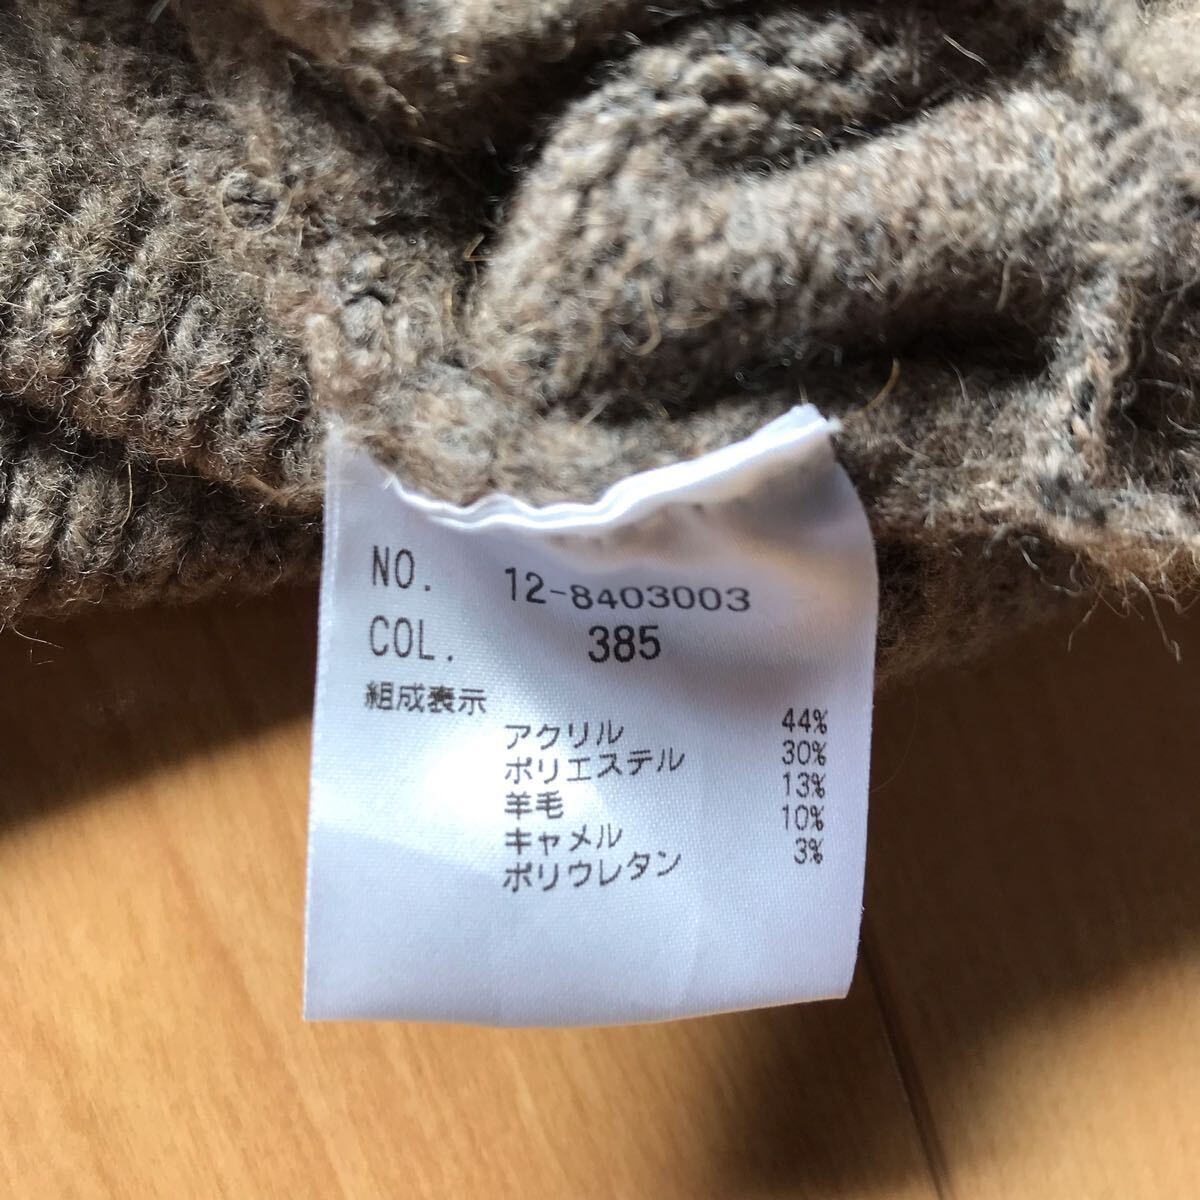 NO. 12-8403003
COL. 385
組成表示
アクリル 44%
ポリエステル 30%
羊毛 13%
キャメル 10%
ポリウレタン 3%